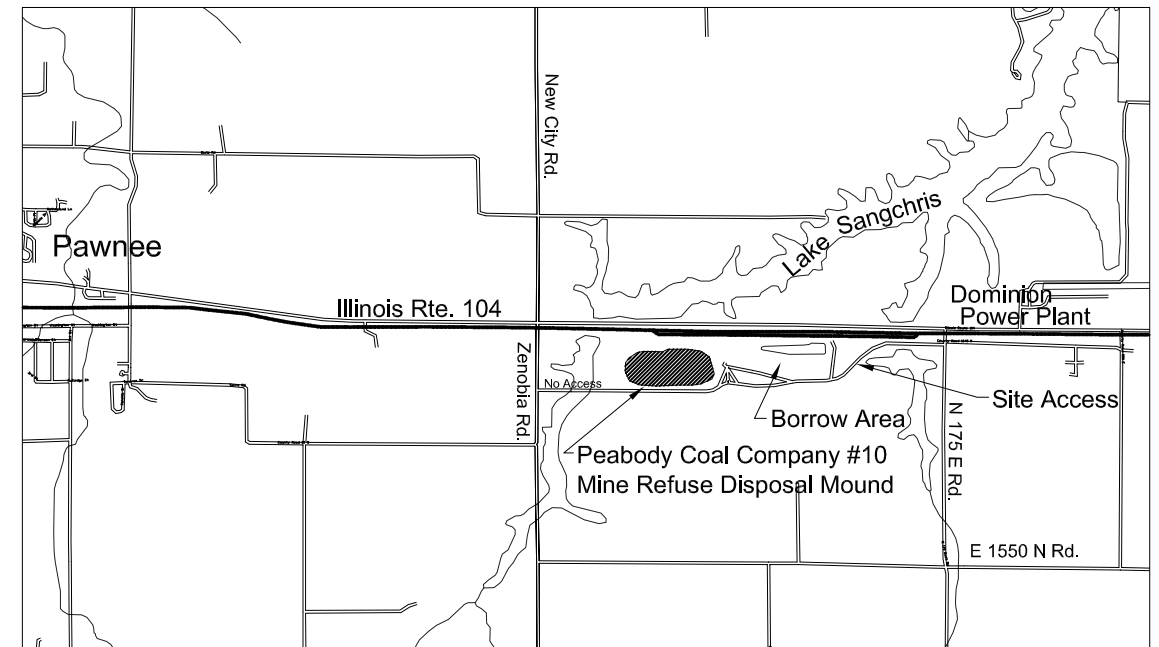 New City Rd.
Lake Sangchris
Pawnee
Illinois Rte. 104
Dominion
Power Plant
Zenobia Rd.
No Access
Site Access
Borrow Area
N 175 E Rd.
Peabody Coal Company #10
Mine Refuse Disposal Mound
E 1550 N Rd.